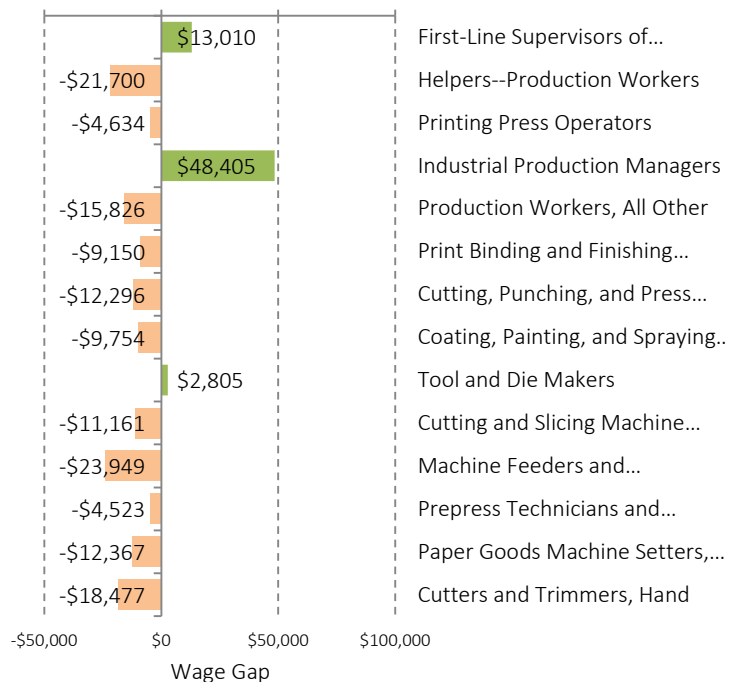 $13,010 First-Line Supervisors of...
-$21,700 Helpers--Production Workers
-$4,634 Printing Press Operators
$48,405 Industrial Production Managers
-$15,826 Production Workers, All Other
-$9,150 Print Binding and Finishing...
-$12,296 Cutting, Punching, and Press...
-$9,754 Coating, Painting, and Spraying..
$2,805 Tool and Die Makers
-$11,161 Cutting and Slicing Machine...
-$23,949 Machine Feeders and...
-$4,523 Prepress Technicians and...
-$12,367 Paper Goods Machine Setters,...
-$18,477 Cutters and Trimmers, Hand
-$50,000 $0 $50,000 $100,000
Wage Gap